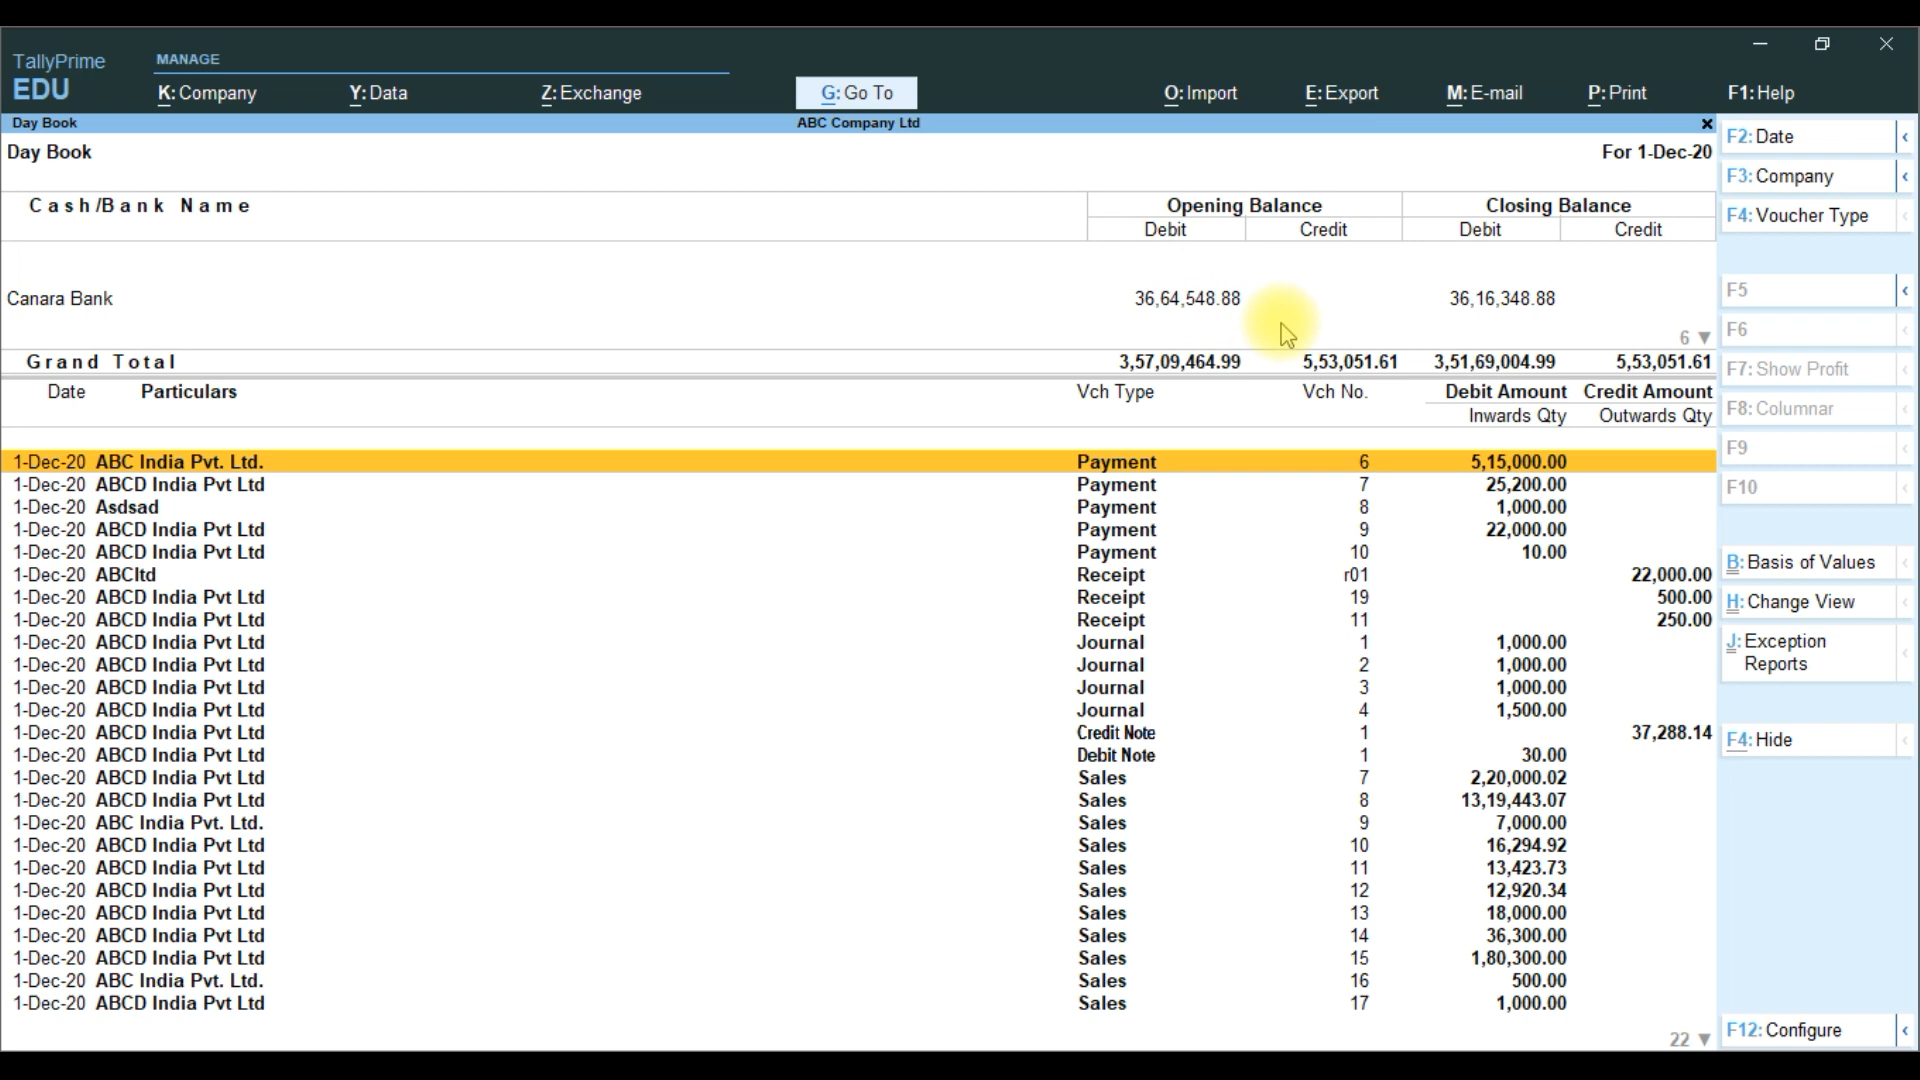 TallyPrime
EDU
MANAGE
K: Company Y: Data Z: Exchange G: Go To O: Import E: Export M: E-mail P: Print F1: Help
Day Book ABC Company Ltd
Day Book For 1-Dec-20
Cash/Bank Name Opening Balance Closing Balance
Debit Credit Debit Credit
Canara Bank 36,64,548.88 36,16,348.88
6 ▼
Grand Total 3,57,09,464.99 5,53,051.61 3,51,69,004.99 5,53,051.61
Date Particulars Vch Type Vch No. Debit Amount Credit Amount
Inwards Qty Outwards Qty
1-Dec-20 ABC India Pvt. Ltd. Payment 6 5,15,000.00
1-Dec-20 ABCD India Pvt Ltd Payment 7 25,200.00
1-Dec-20 Asdsad Payment 8 1,000.00
1-Dec-20 ABCD India Pvt Ltd Payment 9 22,000.00
1-Dec-20 ABCD India Pvt Ltd Payment 10 10.00
1-Dec-20 ABCltd Receipt r01 22,000.00
1-Dec-20 ABCD India Pvt Ltd Receipt 19 500.00
1-Dec-20 ABCD India Pvt Ltd Receipt 11 250.00
1-Dec-20 ABCD India Pvt Ltd Journal 1 1,000.00
1-Dec-20 ABCD India Pvt Ltd Journal 2 1,000.00
1-Dec-20 ABCD India Pvt Ltd Journal 3 1,000.00
1-Dec-20 ABCD India Pvt Ltd Journal 4 1,500.00
1-Dec-20 ABCD India Pvt Ltd Credit Note 1 37,288.14
1-Dec-20 ABCD India Pvt Ltd Debit Note 1 30.00
1-Dec-20 ABCD India Pvt Ltd Sales 7 2,20,000.02
1-Dec-20 ABCD India Pvt Ltd Sales 8 13,19,443.07
1-Dec-20 ABC India Pvt. Ltd. Sales 9 7,000.00
1-Dec-20 ABCD India Pvt Ltd Sales 10 16,294.92
1-Dec-20 ABCD India Pvt Ltd Sales 11 13,423.73
1-Dec-20 ABCD India Pvt Ltd Sales 12 12,920.34
1-Dec-20 ABCD India Pvt Ltd Sales 13 18,000.00
1-Dec-20 ABCD India Pvt Ltd Sales 14 36,300.00
1-Dec-20 ABCD India Pvt Ltd Sales 15 1,80,300.00
1-Dec-20 ABC India Pvt. Ltd. Sales 16 500.00
1-Dec-20 ABCD India Pvt Ltd Sales 17 1,000.00
22 ▼
F2: Date
F3: Company
F4: Voucher Type
F5
F6
F7: Show Profit
F8: Columnar
F9
F10
B: Basis of Values
H: Change View
J: Exception
Reports
F4: Hide
F12: Configure